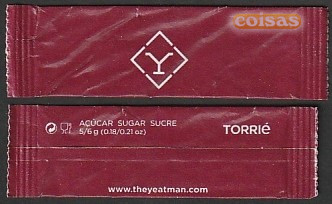 coisas
Y
AÇÚCAR SUGAR SUCRE
5/6 g (0.18/0.21 oz)
TORRIé
www.theyeatman.com